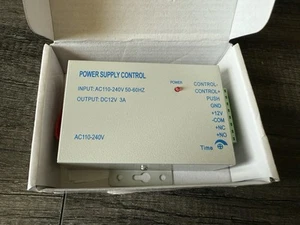 POWER SUPPLY CONTROL
POWER
INPUT: AC110-240V 50-60HZ
OUTPUT: DC12V 3A
AC110-240V
CONTROL-
CONTROL+
PUSH
GND
+12V
-COM
+NC
+NO
Time